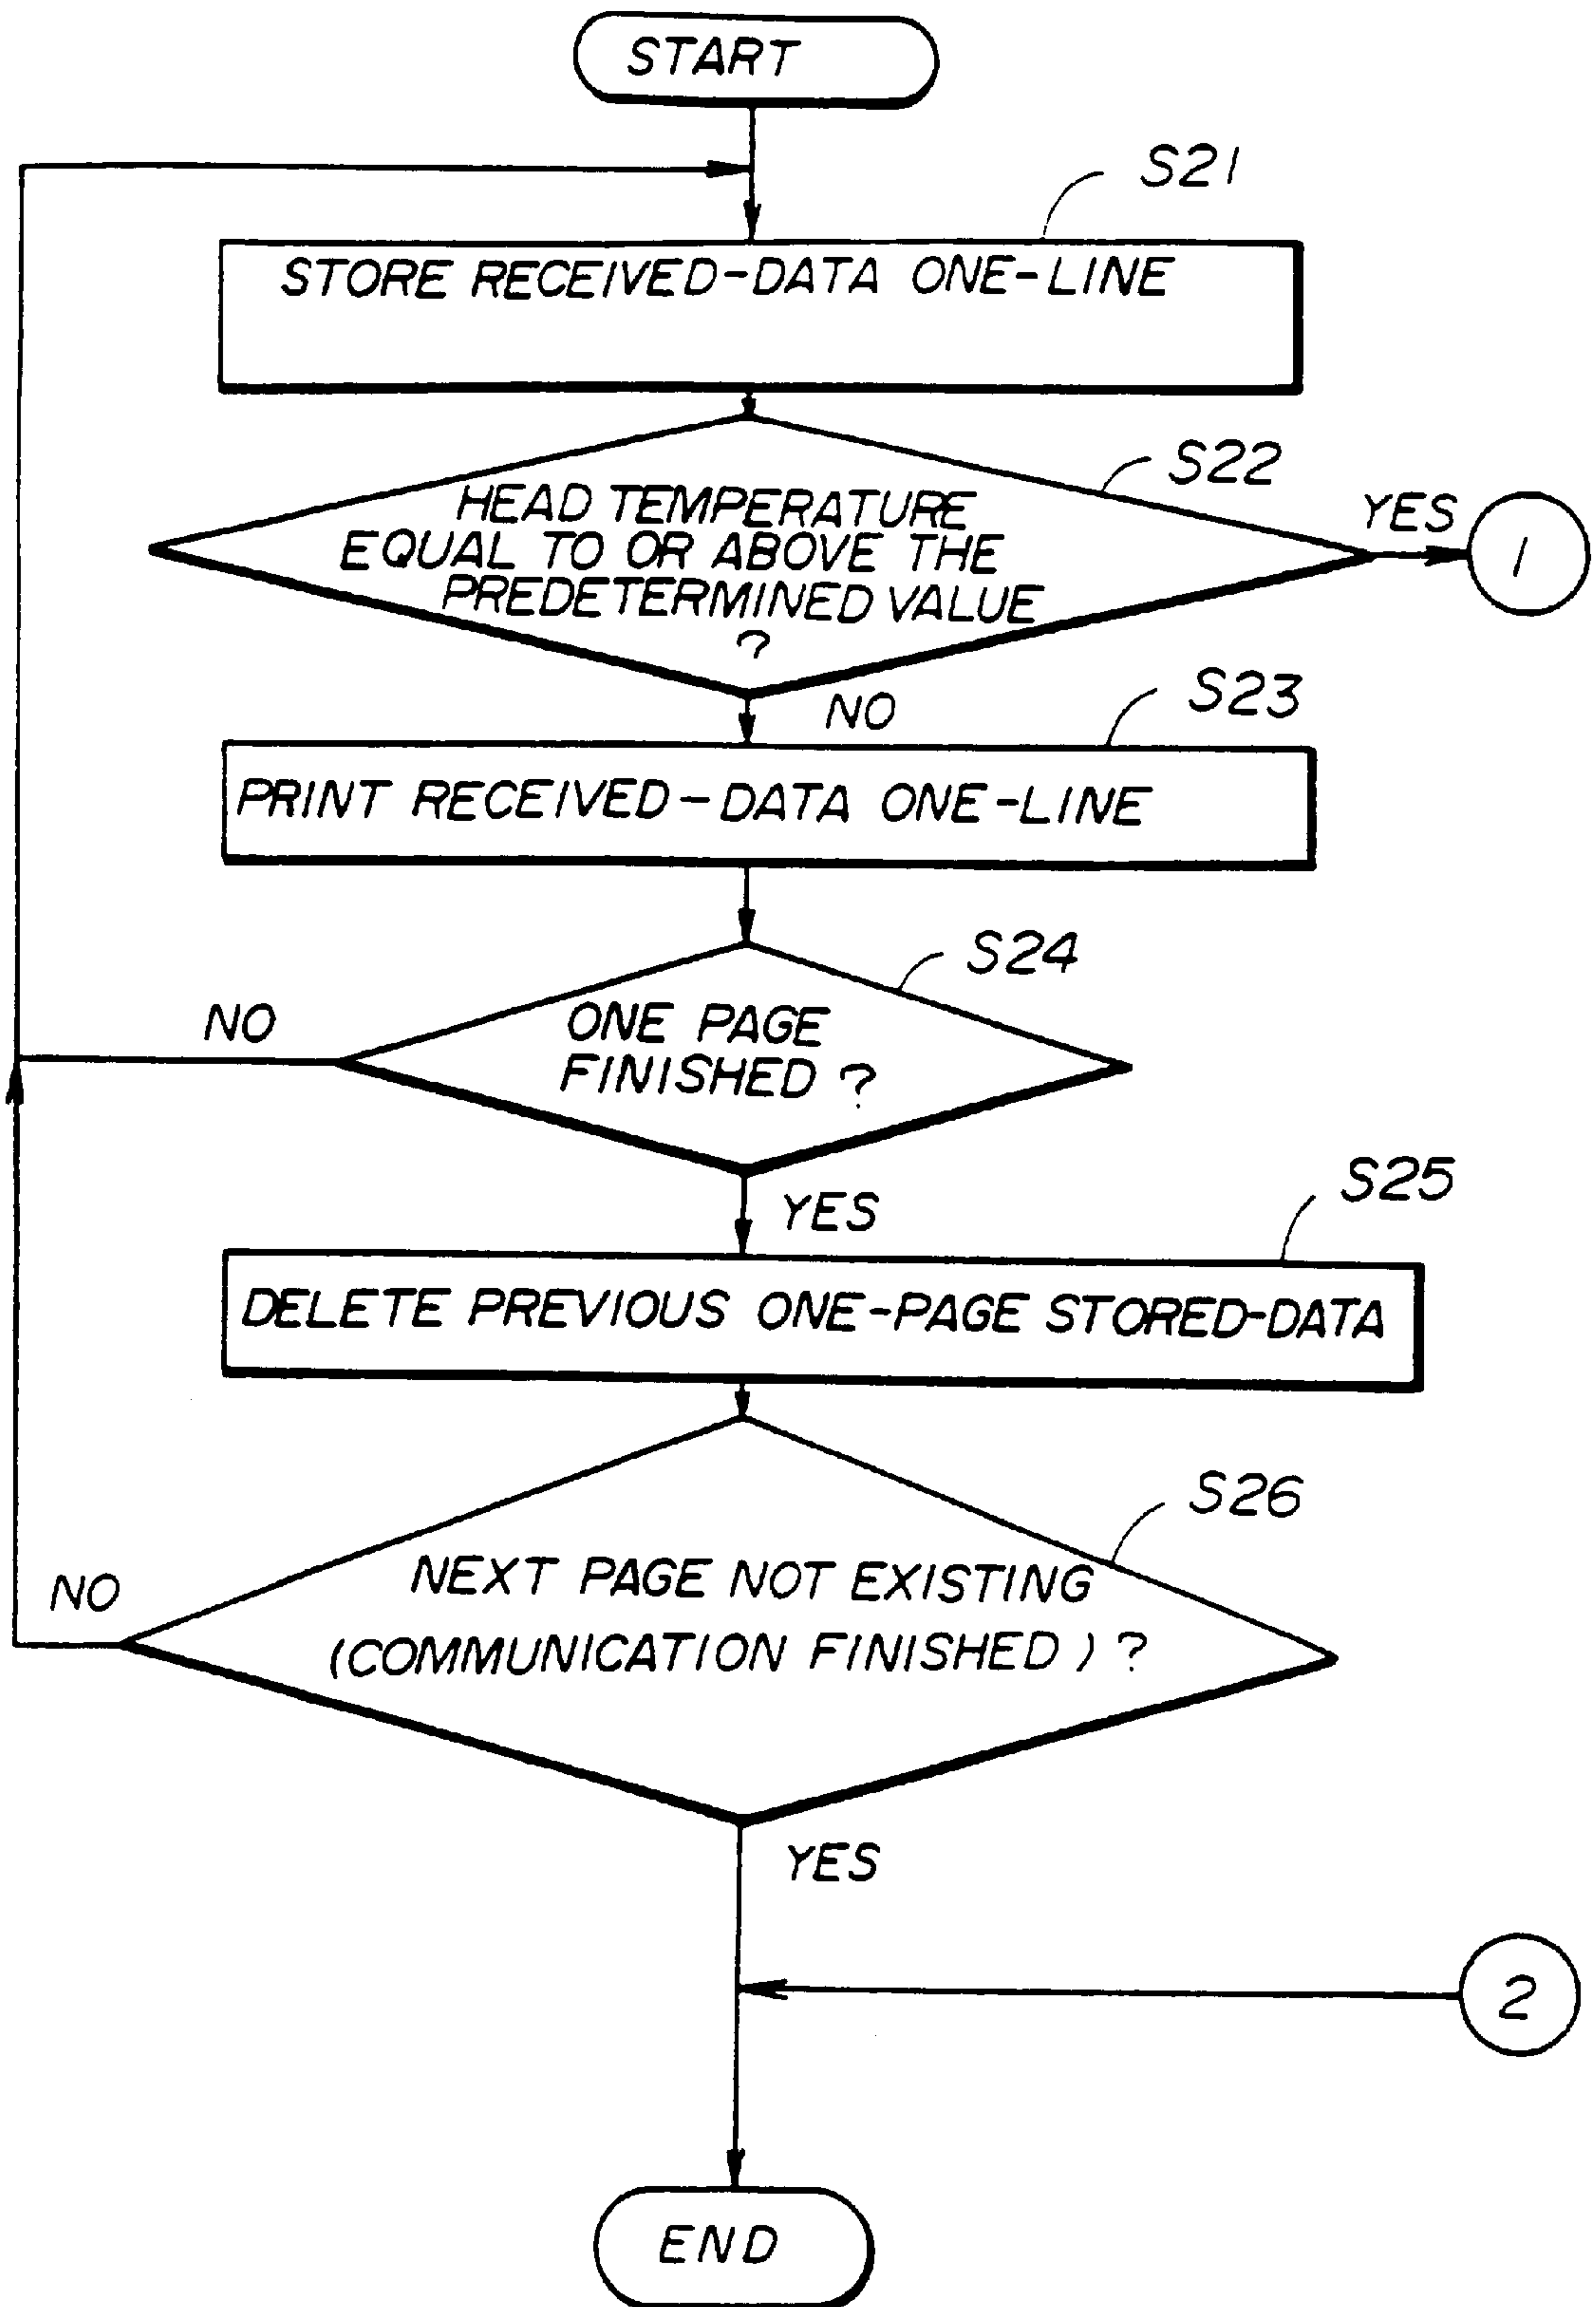 START
S21
STORE RECEIVED-DATA ONE-LINE
S22
HEAD TEMPERATURE
EQUAL TO OR ABOVE THE
PREDETERMINED VALUE
?
YES
1
NO
S23
PRINT RECEIVED-DATA ONE-LINE
S24
NO
ONE PAGE
FINISHED ?
YES
S25
DELETE PREVIOUS ONE-PAGE STORED-DATA
S26
NO
NEXT PAGE NOT EXISTING
(COMMUNICATION FINISHED) ?
YES
2
END